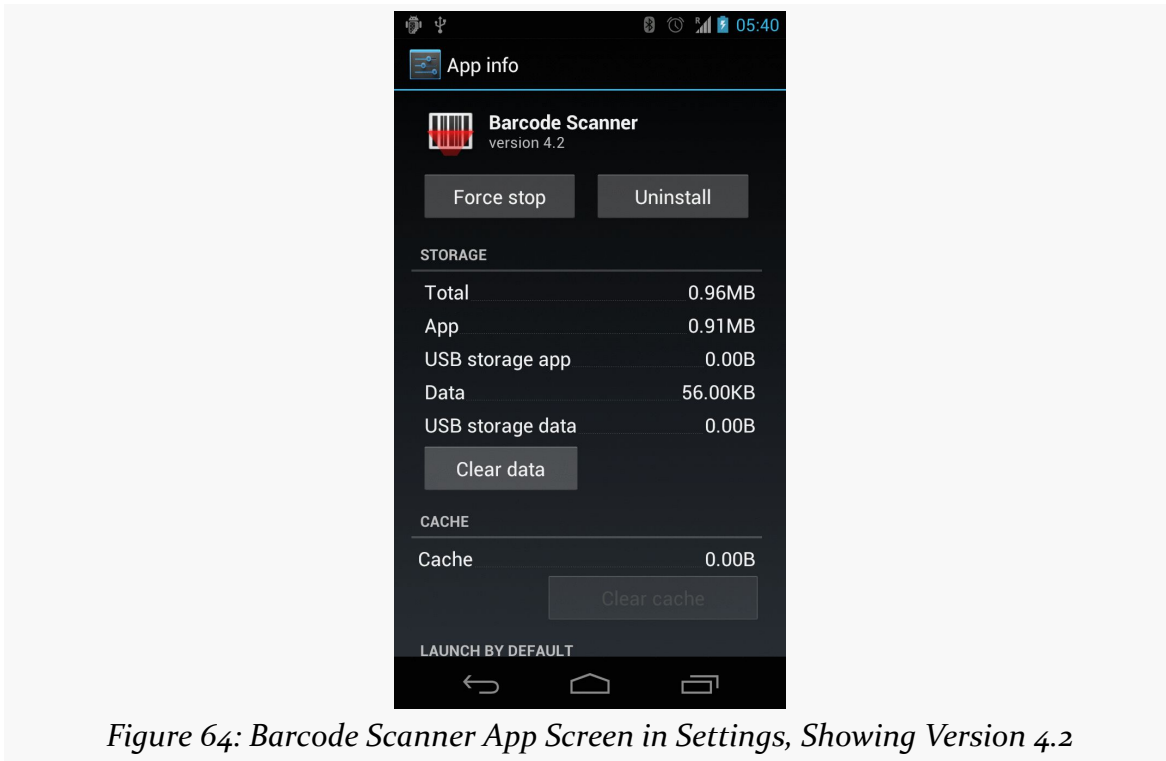 R
05:40
App info
Barcode Scanner
version 4.2
Force stop Uninstall
STORAGE
Total 0.96MB
App 0.91MB
USB storage app 0.00B
Data 56.00KB
USB storage data 0.00B
Clear data
CACHE
Cache 0.00B
Clear cache
LAUNCH BY DEFAULT
Figure 64: Barcode Scanner App Screen in Settings, Showing Version 4.2